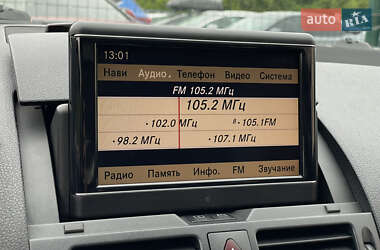 auto RIA
13:01
Нави Аудио. Телефон Видео Система
FM 105.2 МГц
105.2 МГц
·102.0 МГц ·105.1FM
·98.2 МГц ·107.1 МГц
Радио Память Инфо. FM Звучание